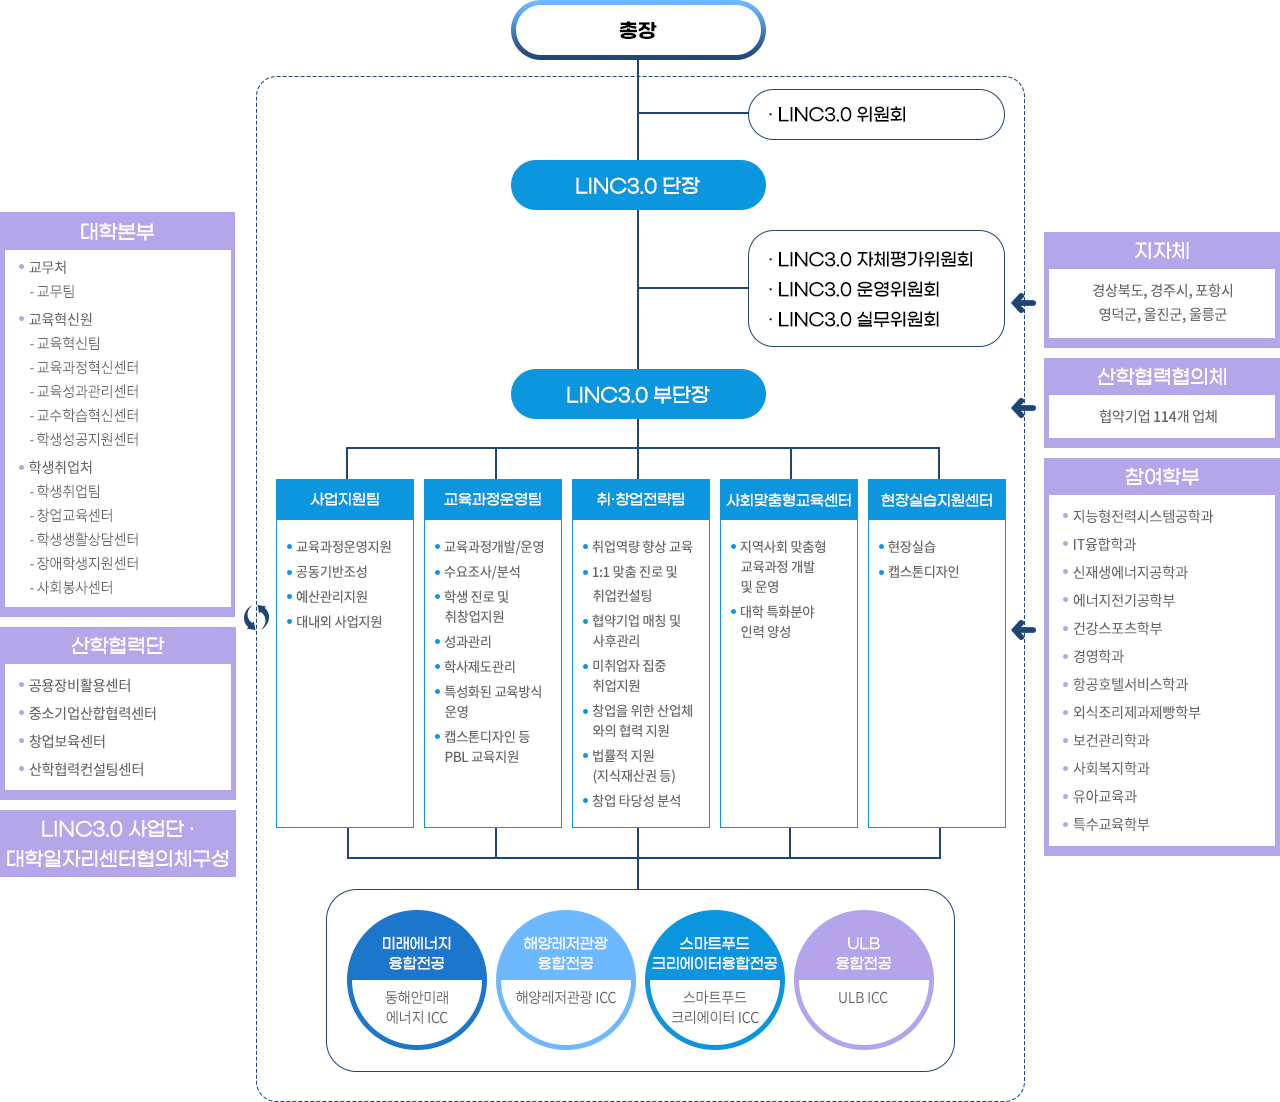 총장
· LINC3.0 위원회
LINC3.0 단장
· LINC3.0 자체평가위원회
· LINC3.0 운영위원회
· LINC3.0 실무위원회
LINC3.0 부단장
대학본부
• 교무처
- 교무팀
• 교육혁신원
- 교육혁신팀
- 교육과정혁신센터
- 교육성과관리센터
- 교수학습혁신센터
- 학생성공지원센터
• 학생취업처
- 학생취업팀
- 창업교육센터
- 학생생활상담센터
- 장애학생지원센터
- 사회봉사센터
산학협력단
• 공용장비활용센터
• 중소기업산합협력센터
• 창업보육센터
• 산학협력컨설팅센터
LINC3.0 사업단 ·
대학일자리센터협의체구성
사업지원팀
• 교육과정운영지원
• 공동기반조성
• 예산관리지원
• 대내외 사업지원
교육과정운영팀
• 교육과정개발/운영
• 수요조사/분석
• 학생 진로 및
취창업지원
• 성과관리
• 학사제도관리
• 특성화된 교육방식
운영
• 캡스톤디자인 등
PBL 교육지원
취·창업전략팀
• 취업역량 향상 교육
• 1:1 맞춤 진로 및
취업컨설팅
• 협약기업 매칭 및
사후관리
• 미취업자 집중
취업지원
• 창업을 위한 산업체
와의 협력 지원
• 법률적 지원
(지식재산권 등)
• 창업 타당성 분석
사회맞춤형교육센터
• 지역사회 맞춤형
교육과정 개발
및 운영
• 대학 특화분야
인력 양성
현장실습지원센터
• 현장실습
• 캡스톤디자인
지자체
경상북도, 경주시, 포항시
영덕군, 울진군, 울릉군
산학협력협의체
협약기업 114개 업체
참여학부
• 지능형전력시스템공학과
• IT융합학과
• 신재생에너지공학과
• 에너지전기공학부
• 건강스포츠학부
• 경영학과
• 항공호텔서비스학과
• 외식조리제과제빵학부
• 보건관리학과
• 사회복지학과
• 유아교육과
• 특수교육학부
미래에너지
융합전공
동해안미래
에너지 ICC
해양레저관광
융합전공
해양레저관광 ICC
스마트푸드
크리에이터융합전공
스마트푸드
크리에이터 ICC
ULB
융합전공
ULB ICC